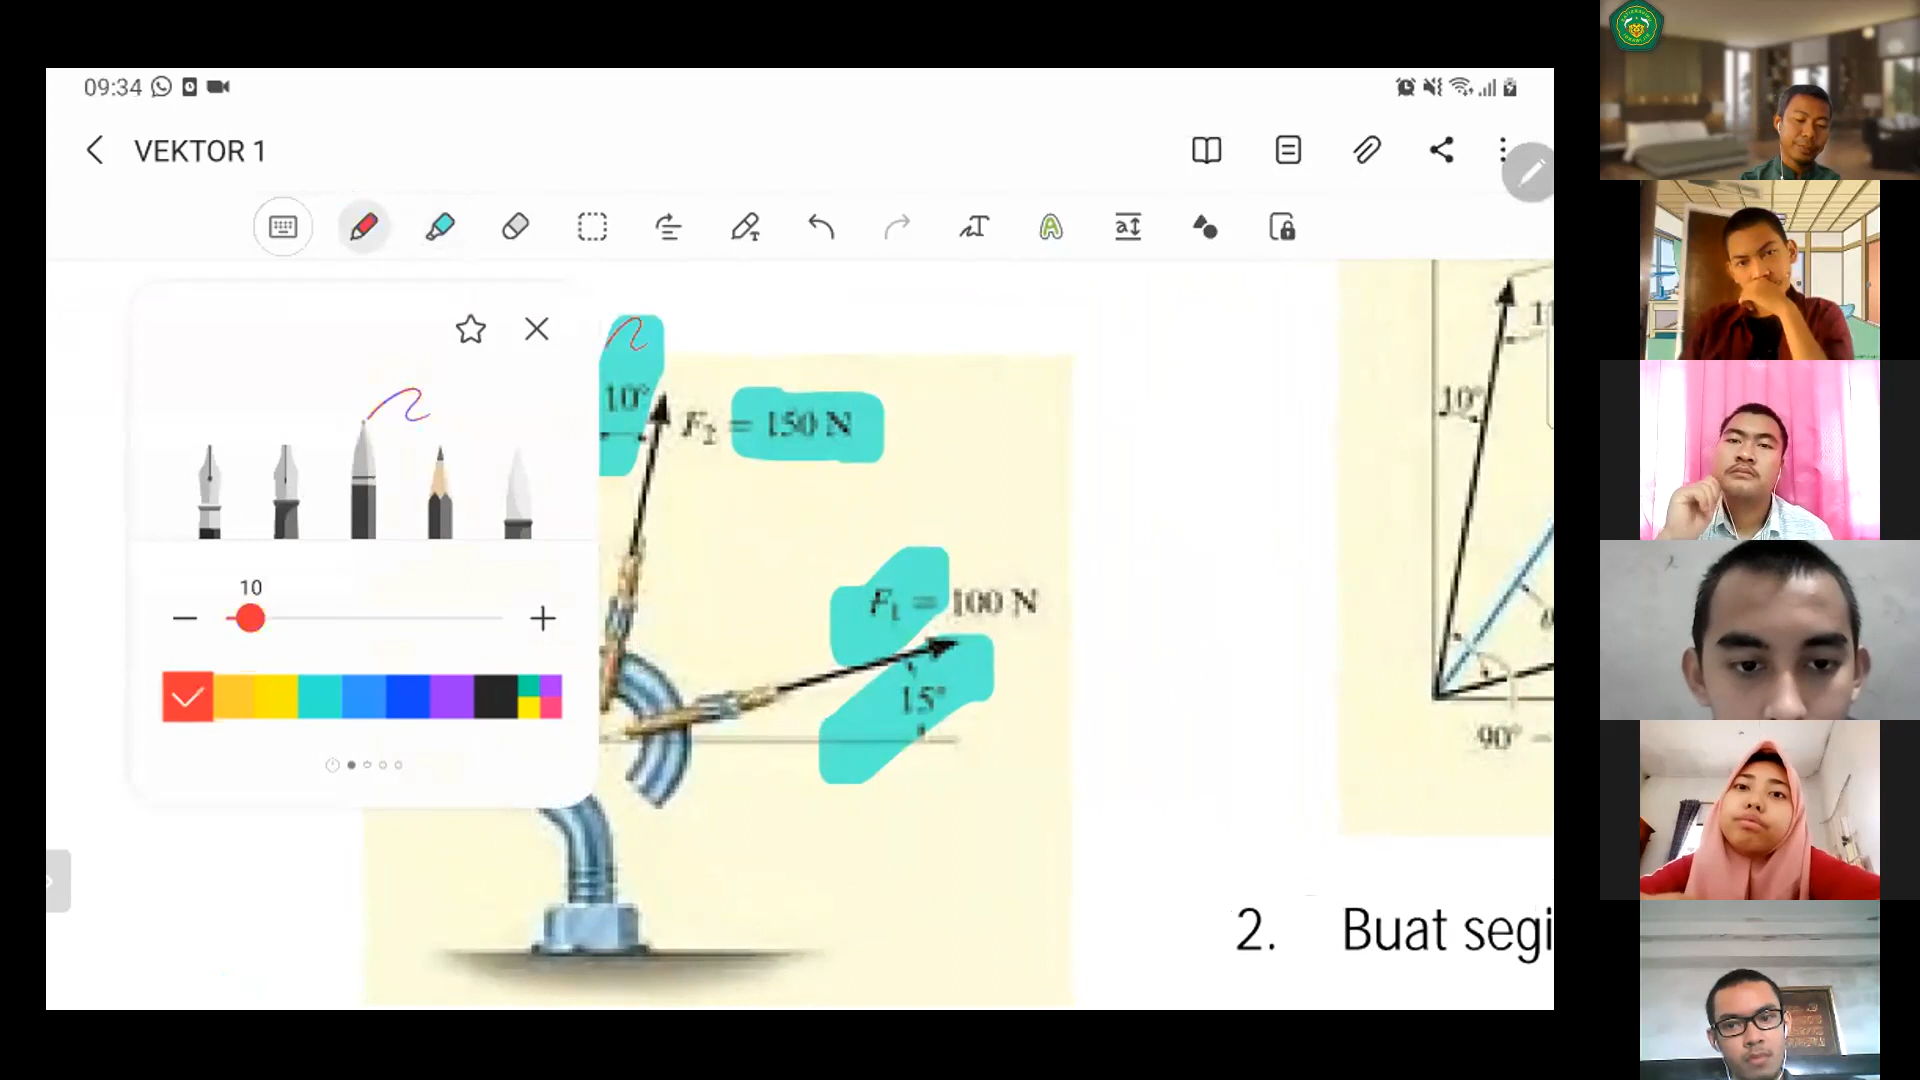 09:34
VEKTOR 1
10°
F₂ = 150 N
10
F₁ = 100 N
15°
10°
90° –
2. Buat segi